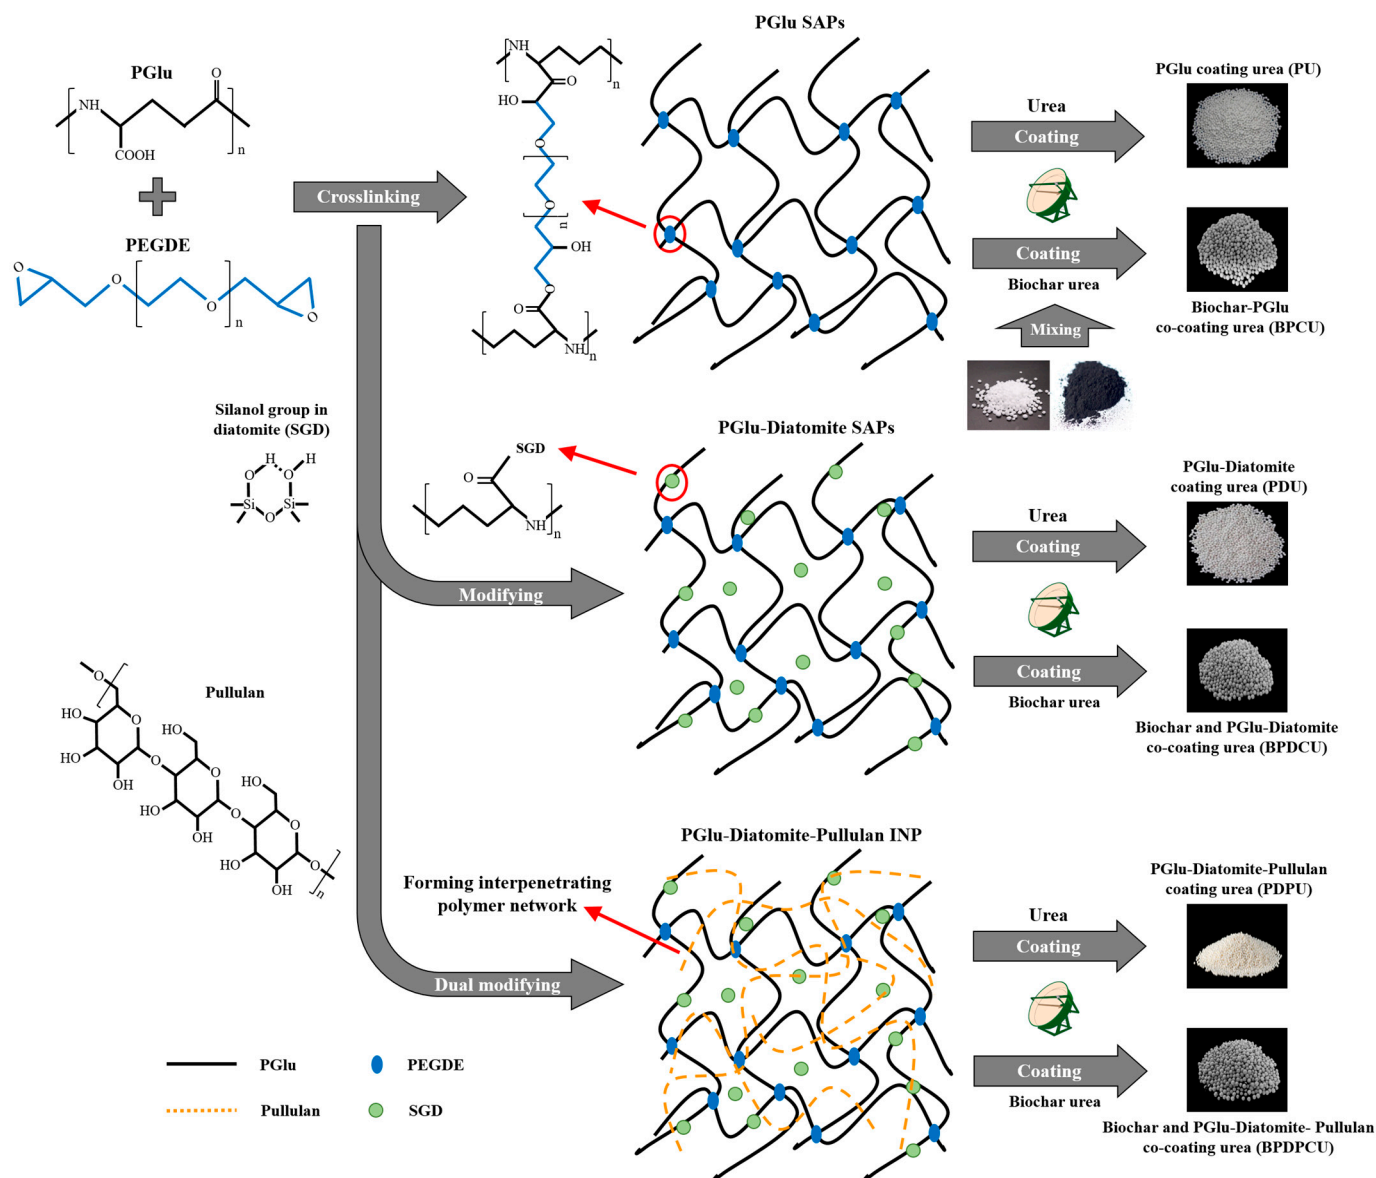 PGlu
NH
O
COOH
n
PEGDE
O
O
O
n
O
Crosslinking
NH
n
O
HO
O
O
n
OH
O
O
NH
n
PGlu SAPs
Urea
Coating
Coating
Biochar urea
Mixing
PGlu coating urea (PU)
Biochar-PGlu
co-coating urea (BPCU)
Silanol group in
diatomite (SGD)
H
H
O
O
Si
Si
O
SGD
O
NH
n
Modifying
PGlu-Diatomite SAPs
Urea
Coating
Coating
Biochar urea
PGlu-Diatomite
coating urea (PDU)
Biochar and PGlu-Diatomite
co-coating urea (BPDCU)
Pullulan
O
HO
O
HO
OH
OH
O
HO
O
HO
OH
OH
O
HO
O
HO
OH
OH
O
n
Forming interpenetrating
polymer network
Dual modifying
PGlu-Diatomite-Pullulan INP
Urea
Coating
Coating
Biochar urea
PGlu-Diatomite-Pullulan
coating urea (PDPU)
Biochar and PGlu-Diatomite- Pullulan
co-coating urea (BPDPCU)
PGlu
PEGDE
Pullulan
SGD